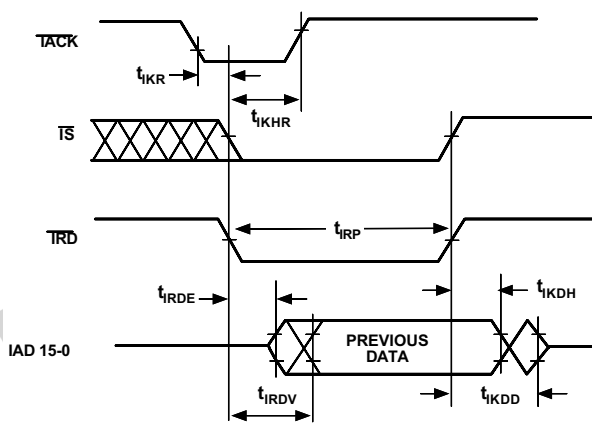 IACK
tIKR
tIKHR
IS
IRD
tIRP
tIRDE
tIKDH
IAD 15-0
PREVIOUS
DATA
tIRDV
tIKDD